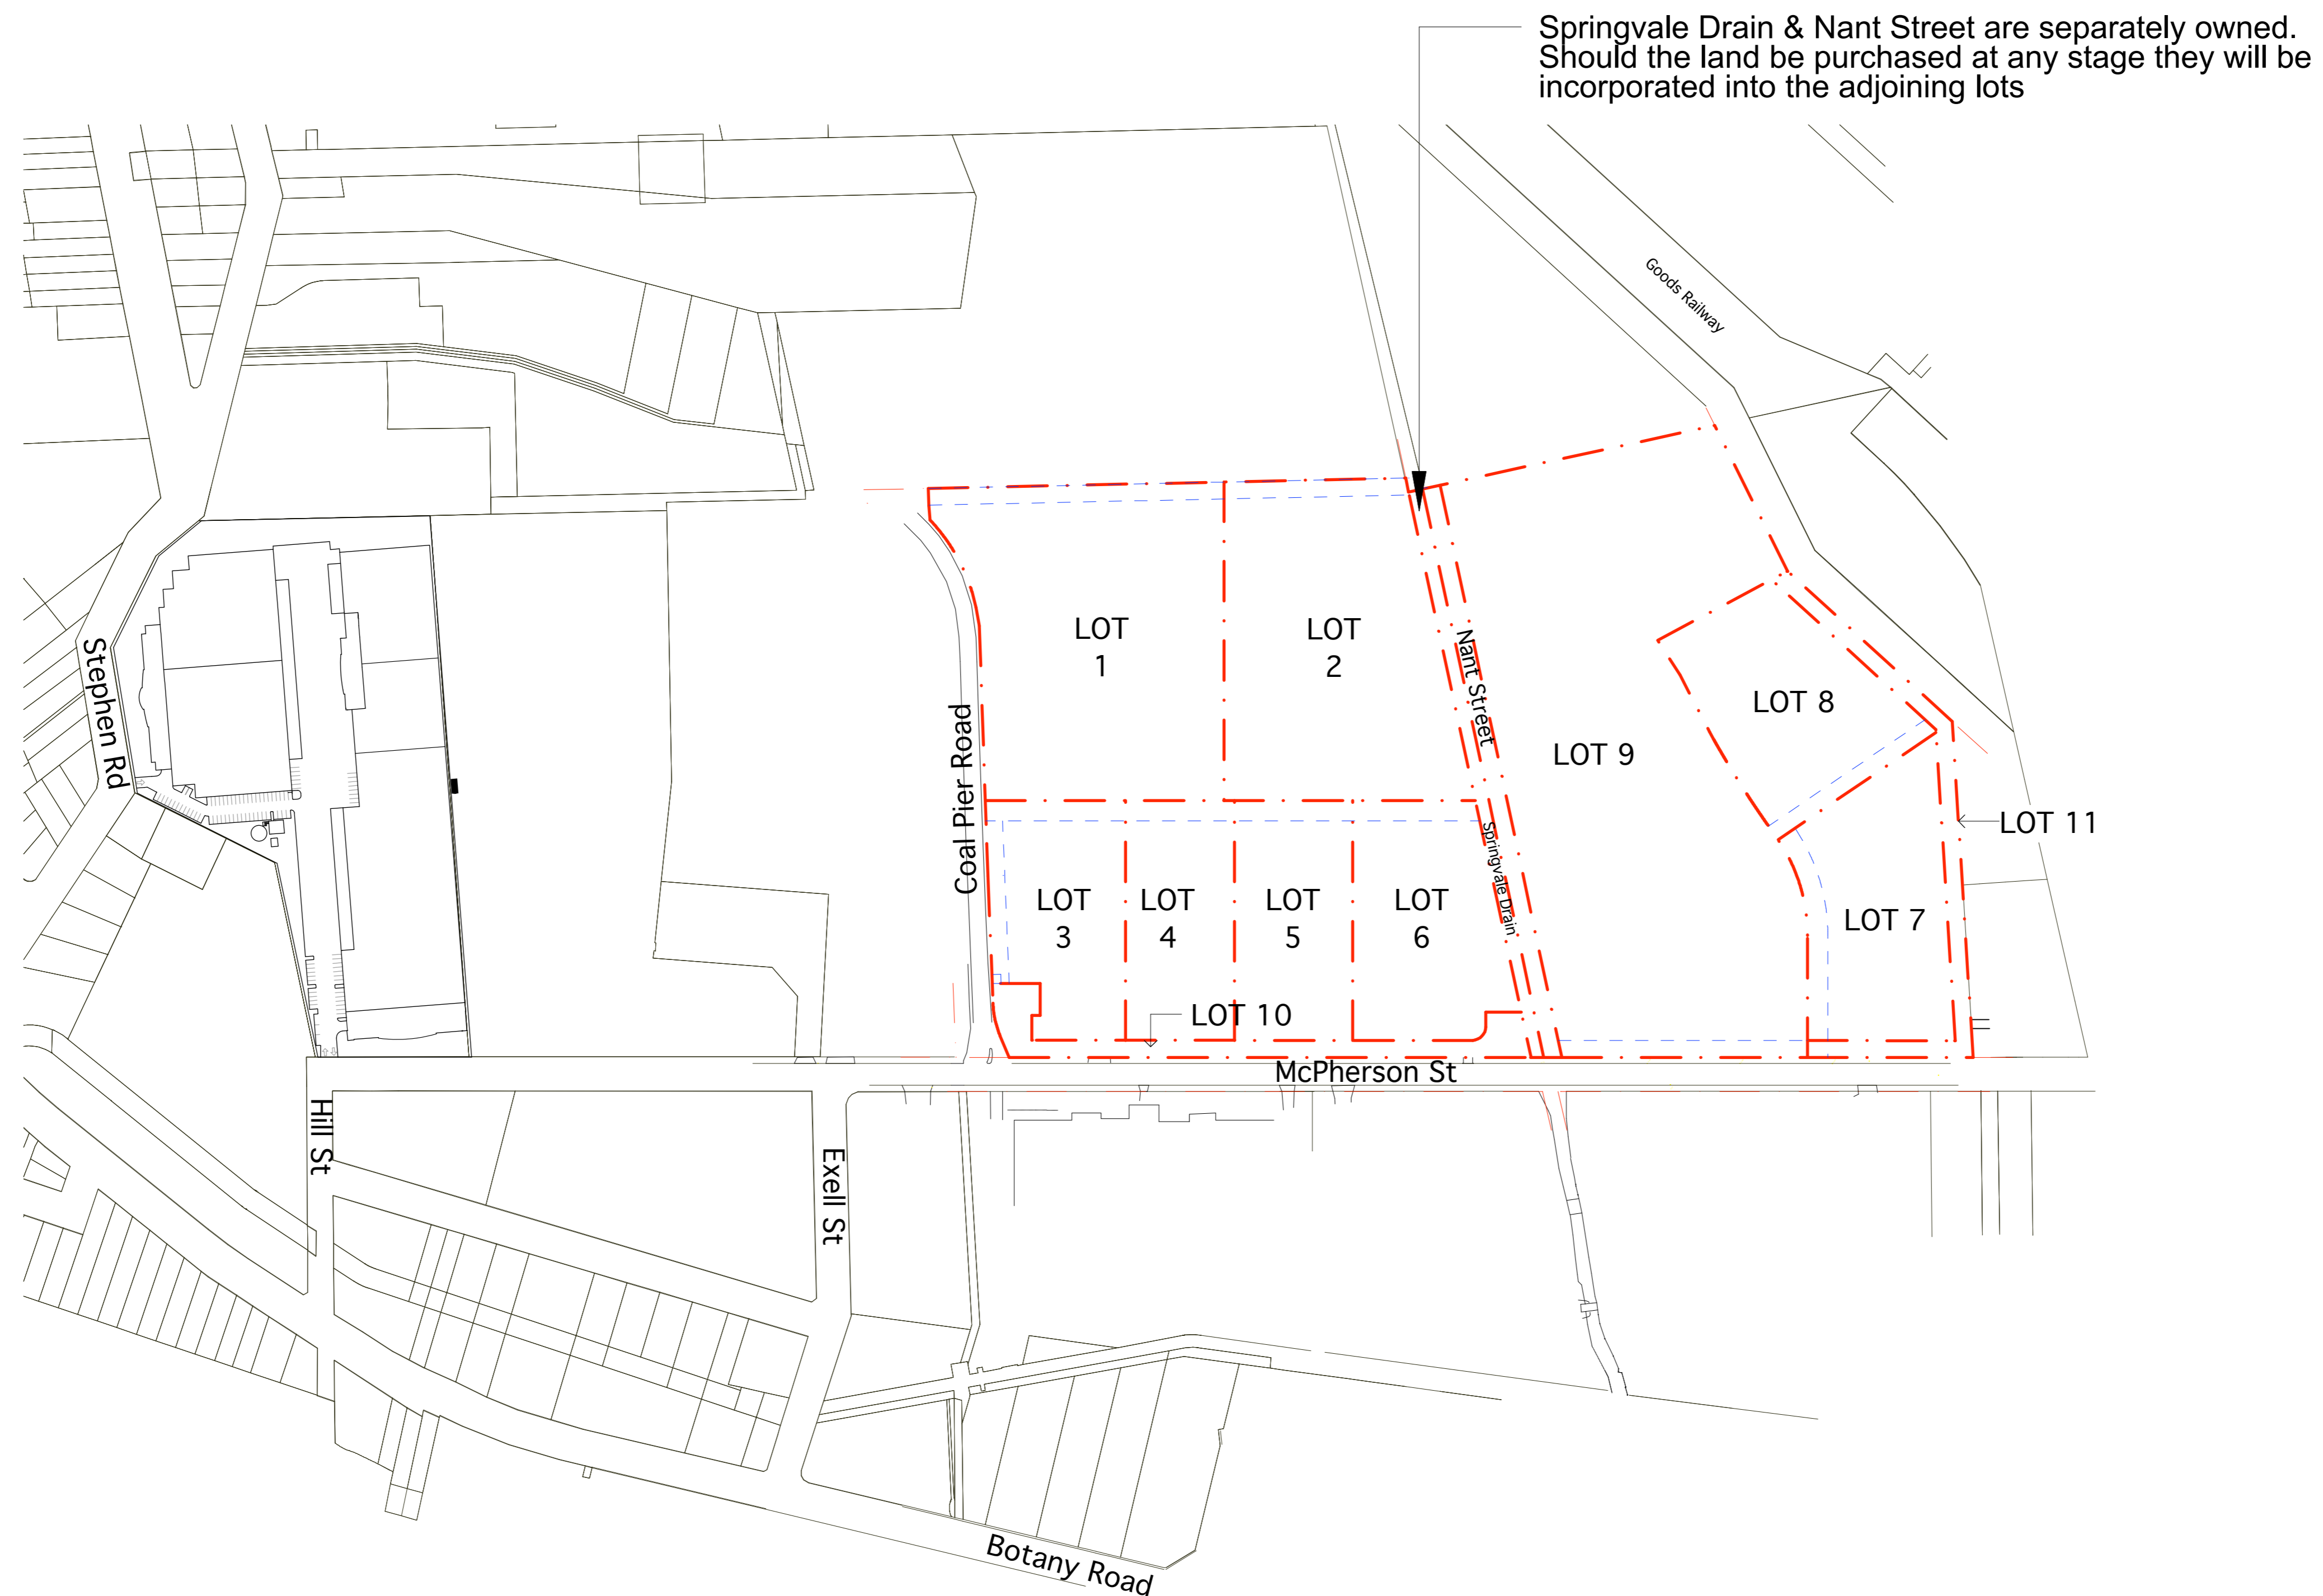 Springvale Drain & Nant Street are separately owned.
Should the land be purchased at any stage they will be
incorporated into the adjoining lots
Goods Railway
LOT
1
LOT
2
Nant Street
LOT 8
LOT 9
Stephen Rd
Coal Pier Road
LOT 11
Springvale Drain
LOT
3
LOT
4
LOT
5
LOT
6
LOT 7
LOT 10
McPherson St
Hill St
Exell St
Botany Road